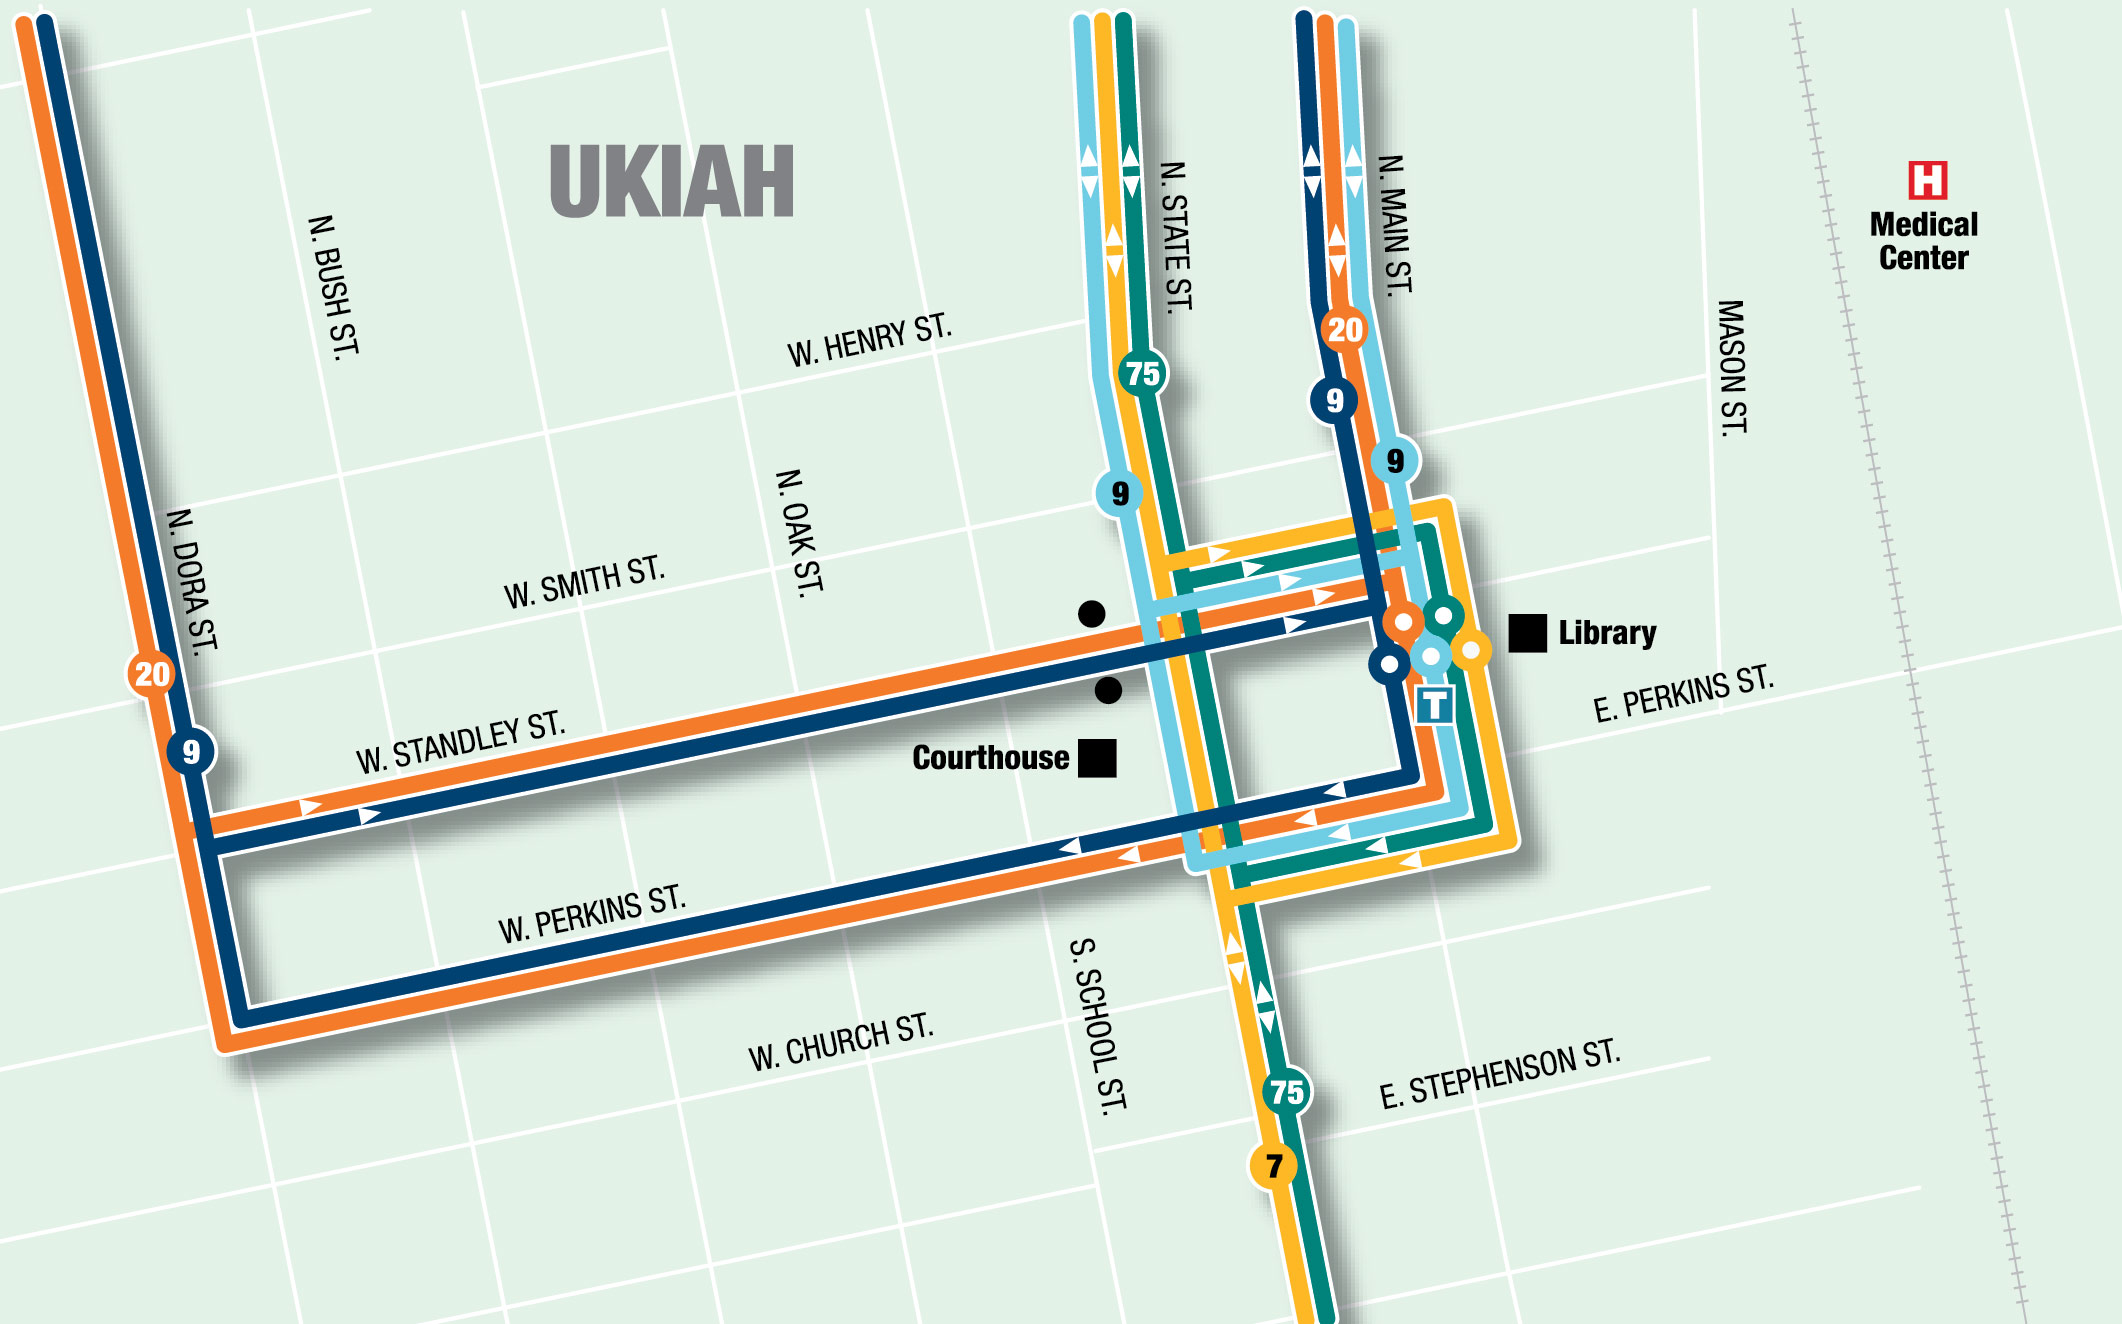 UKIAH
N. STATE ST.
N. MAIN ST.
H
Medical
Center
N. BUSH ST.
W. HENRY ST.
MASON ST.
20
75
9
9
9
N. OAK ST.
N. DORA ST.
W. SMITH ST.
Library
20
E. PERKINS ST.
T
9
W. STANDLEY ST.
Courthouse
W. PERKINS ST.
S. SCHOOL ST.
W. CHURCH ST.
E. STEPHENSON ST.
75
7